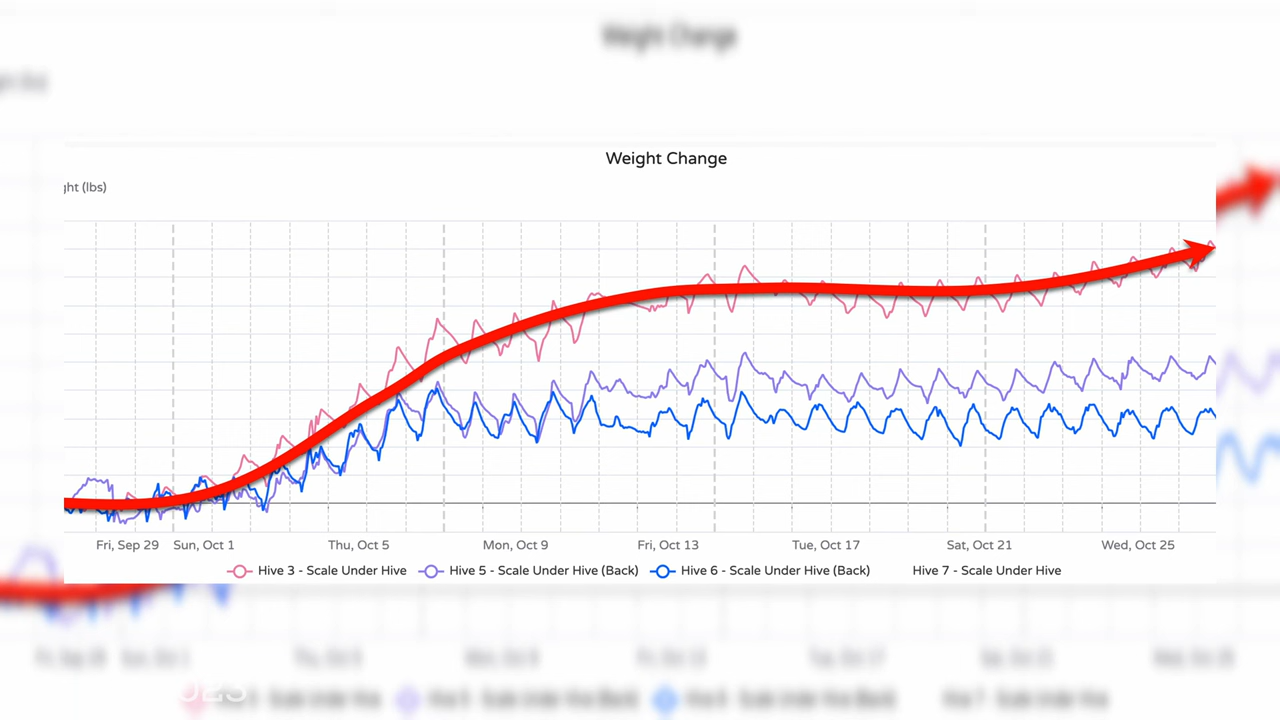 Weight Change
ght (lbs)
Fri, Sep 29 Sun, Oct 1 Thu, Oct 5 Mon, Oct 9 Fri, Oct 13 Tue, Oct 17 Sat, Oct 21 Wed, Oct 25
Hive 3 - Scale Under Hive Hive 5 - Scale Under Hive (Back) Hive 6 - Scale Under Hive (Back) Hive 7 - Scale Under Hive